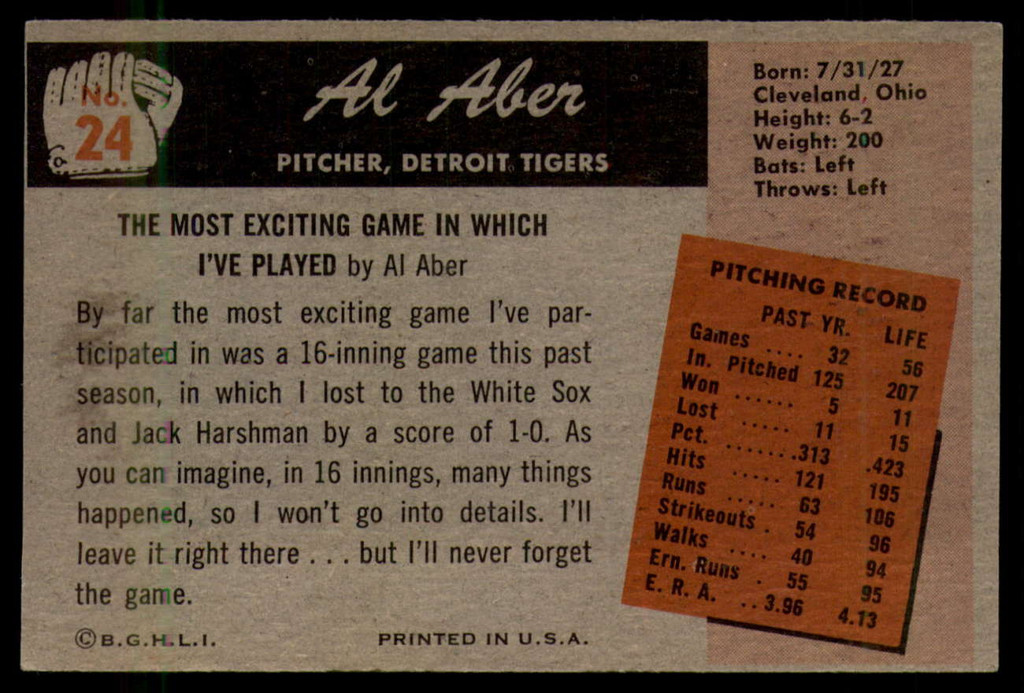 No.
24
Al Aber
PITCHER, DETROIT TIGERS
Born: 7/31/27
Cleveland, Ohio
Height: 6-2
Weight: 200
Bats: Left
Throws: Left
THE MOST EXCITING GAME IN WHICH
I'VE PLAYED by Al Aber
By far the most exciting game I've par-
ticipated in was a 16-inning game this past
season, in which I lost to the White Sox
and Jack Harshman by a score of 1-0. As
you can imagine, in 16 innings, many things
happened, so I won't go into details. I'll
leave it right there . . . but I'll never forget
the game.
©B.G.H.L.I.
PRINTED IN U.S.A.
PITCHING RECORD
PAST YR. LIFE
Games .... 32 56
In. Pitched 125 207
Won ...... 5 11
Lost ..... 11 15
Pct. .......313 .423
Hits ..... 121 195
Runs ...... 63 106
Strikeouts . 54 96
Walks .... 40 94
Ern. Runs . 55 95
E. R. A. ..3.96 4.13